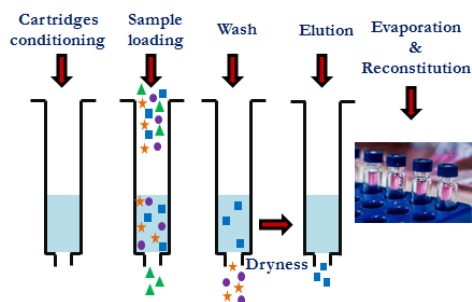 Cartridges
conditioning
Sample
loading
Wash
Elution
Evaporation
&
Reconstitution
Dryness